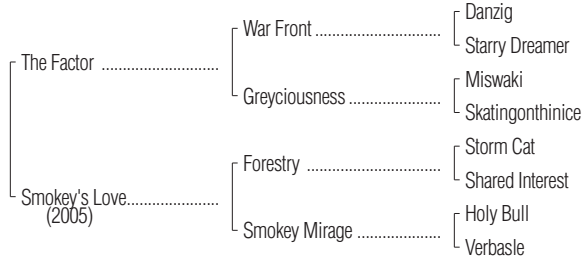 Danzig
War Front
Starry Dreamer
The Factor
Miswaki
Greyciousness
Skatingonthinice
Storm Cat
Forestry
Shared Interest
Smokey's Love
(2005)
Holy Bull
Smokey Mirage
Verbasle